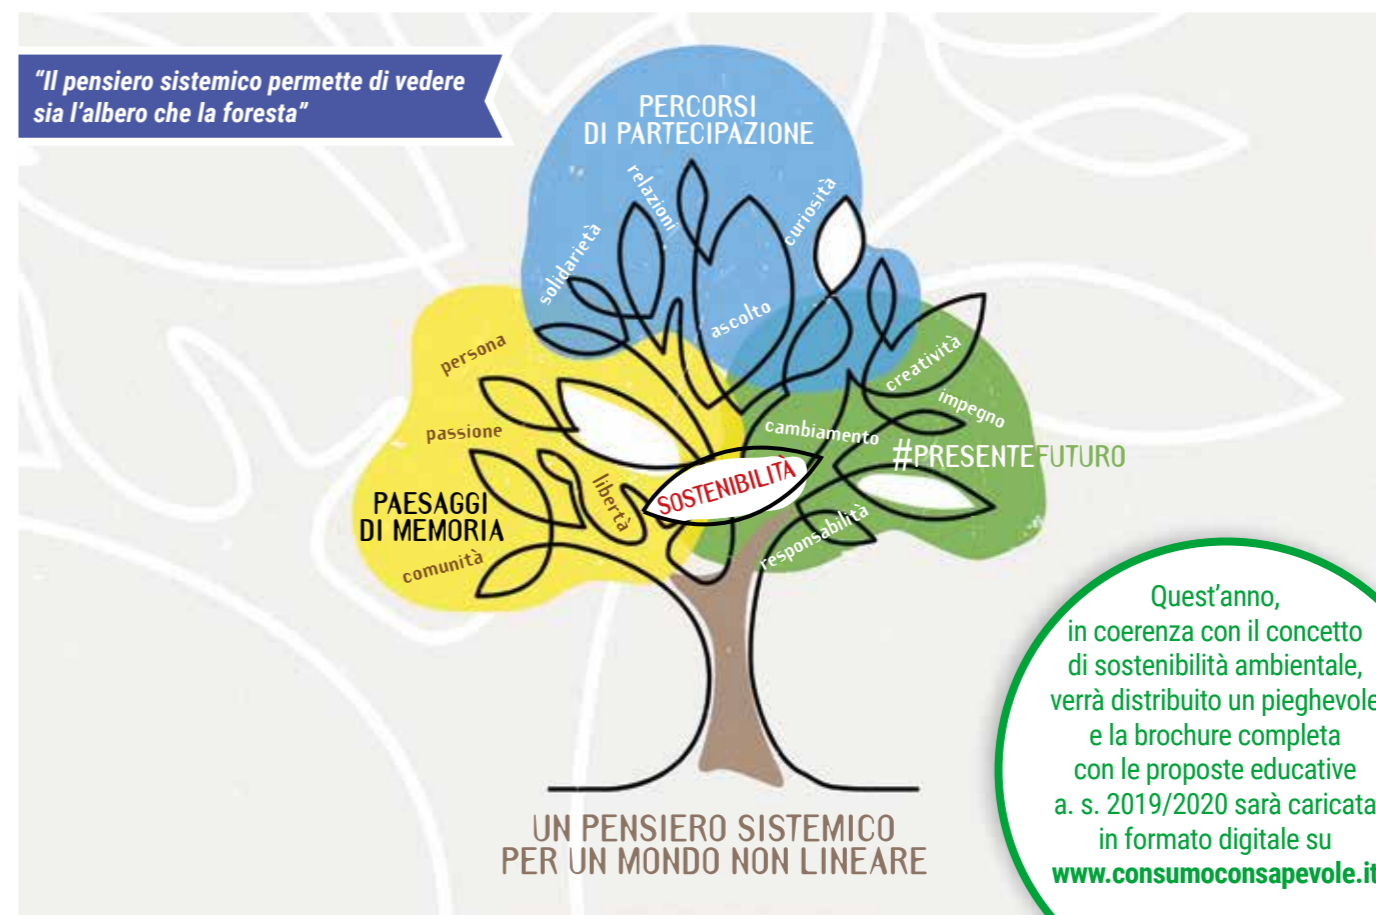 “Il pensiero sistemico permette di vedere
sia l’albero che la foresta”
PERCORSI
DI PARTECIPAZIONE
relazioni
curiosità
solidarietà
ascolto
persona
passione
PAESAGGI
DI MEMORIA
libertà
comunità
SOSTENIBILITÀ
creatività
impegno
cambiamento
#PRESENTEFUTURO
responsabilità
UN PENSIERO SISTEMICO
PER UN MONDO NON LINEARE
Quest’anno,
in coerenza con il concetto
di sostenibilità ambientale,
verrà distribuito un pieghevole
e la brochure completa
con le proposte educative
a. s. 2019/2020 sarà caricata
in formato digitale su
www.consumoconsapevole.it